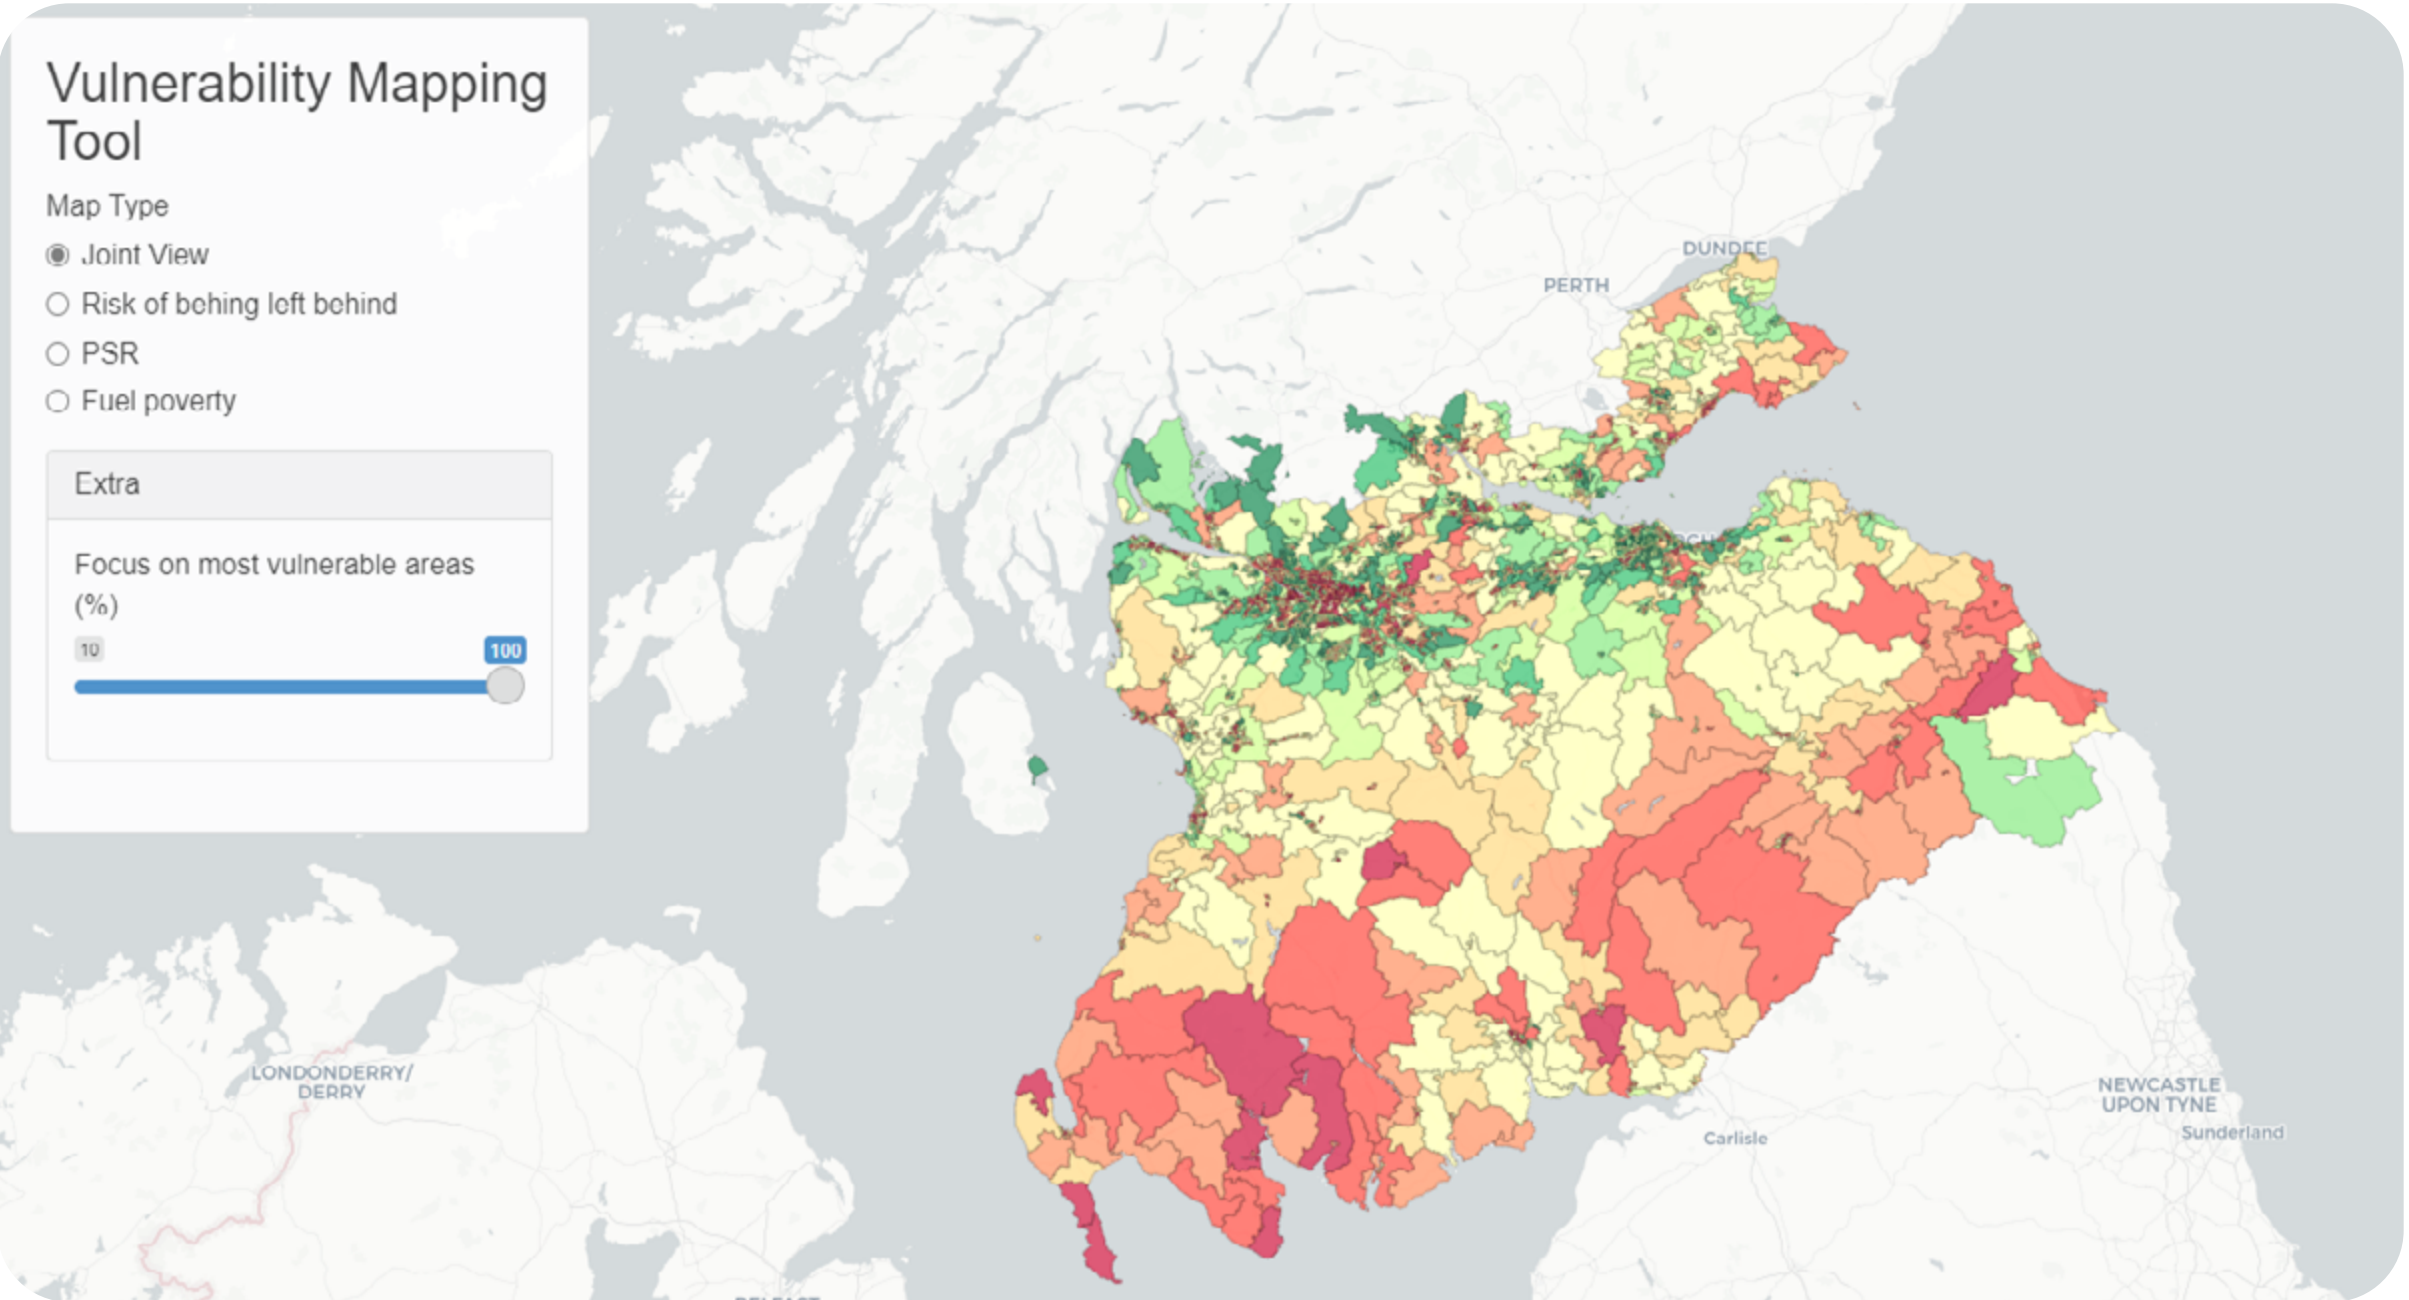 Vulnerability Mapping
Tool
Map Type
Joint View
Risk of behing left behind
PSR
Fuel poverty
Extra
Focus on most vulnerable areas
(%)
10
100
DUNDEE
PERTH
LONDONDERRY/
DERRY
NEWCASTLE
UPON TYNE
Sunderland
Carlisle